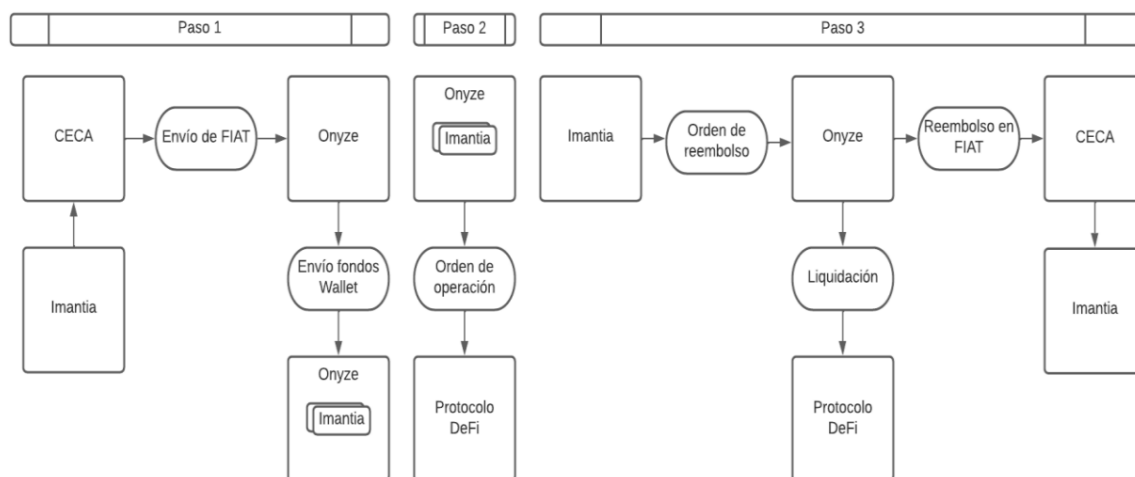 Paso 1
CECA
Envío de FIAT
Onyze
Imantia
Envío fondos
Wallet
Onyze
Imantia
Paso 2
Onyze
Imantia
Orden de
operación
Protocolo
DeFi
Paso 3
Imantia
Orden de
reembolso
Onyze
Reembolso en
FIAT
CECA
Liquidación
Imantia
Protocolo
DeFi